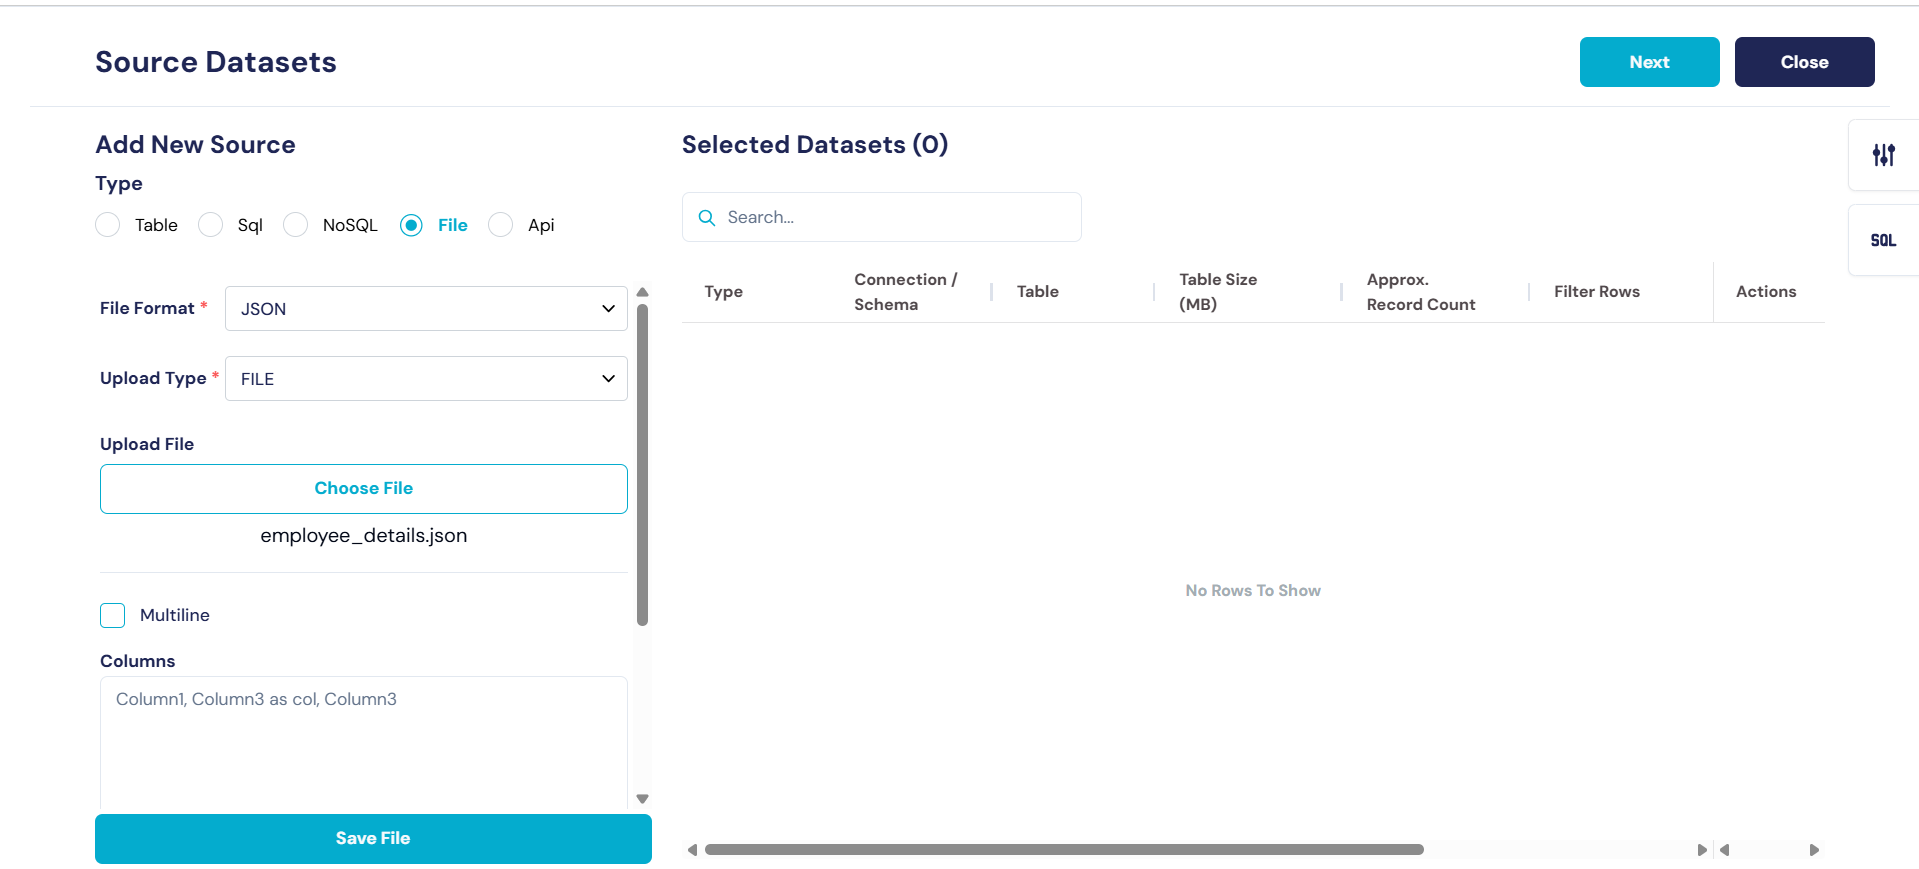 Source Datasets
Next
Close
Add New Source
Type
Table
Sql
NoSQL
File
Api
File Format *
JSON
Upload Type *
FILE
Upload File
Choose File
employee_details.json
Multiline
Columns
Column1, Column3 as col, Column3
Save File
Selected Datasets (0)
Search...
Type
Connection /
Schema
Table
Table Size
(MB)
Approx.
Record Count
Filter Rows
Actions
No Rows To Show
SQL